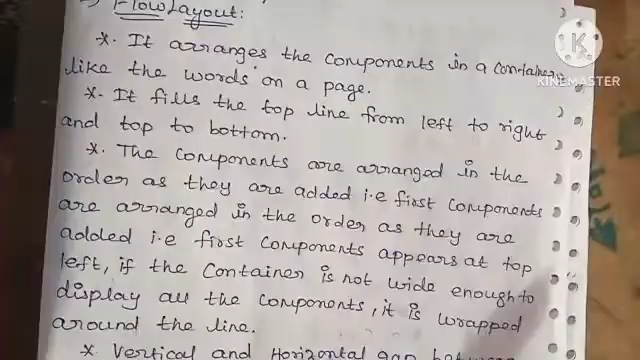 FlowLayout:
*. It arranges the components in a container
like the words on a page.
*. It fills the top line from left to right
and top to bottom.
*. The components are arranged in the
order as they are added i.e first components
are arranged in the order as they are
added i.e first components appears at top
left, if the container is not wide enough to
display all the components, it is wrapped
around the line.
*. Vertical and Horizontal gap between
KINEMASTER